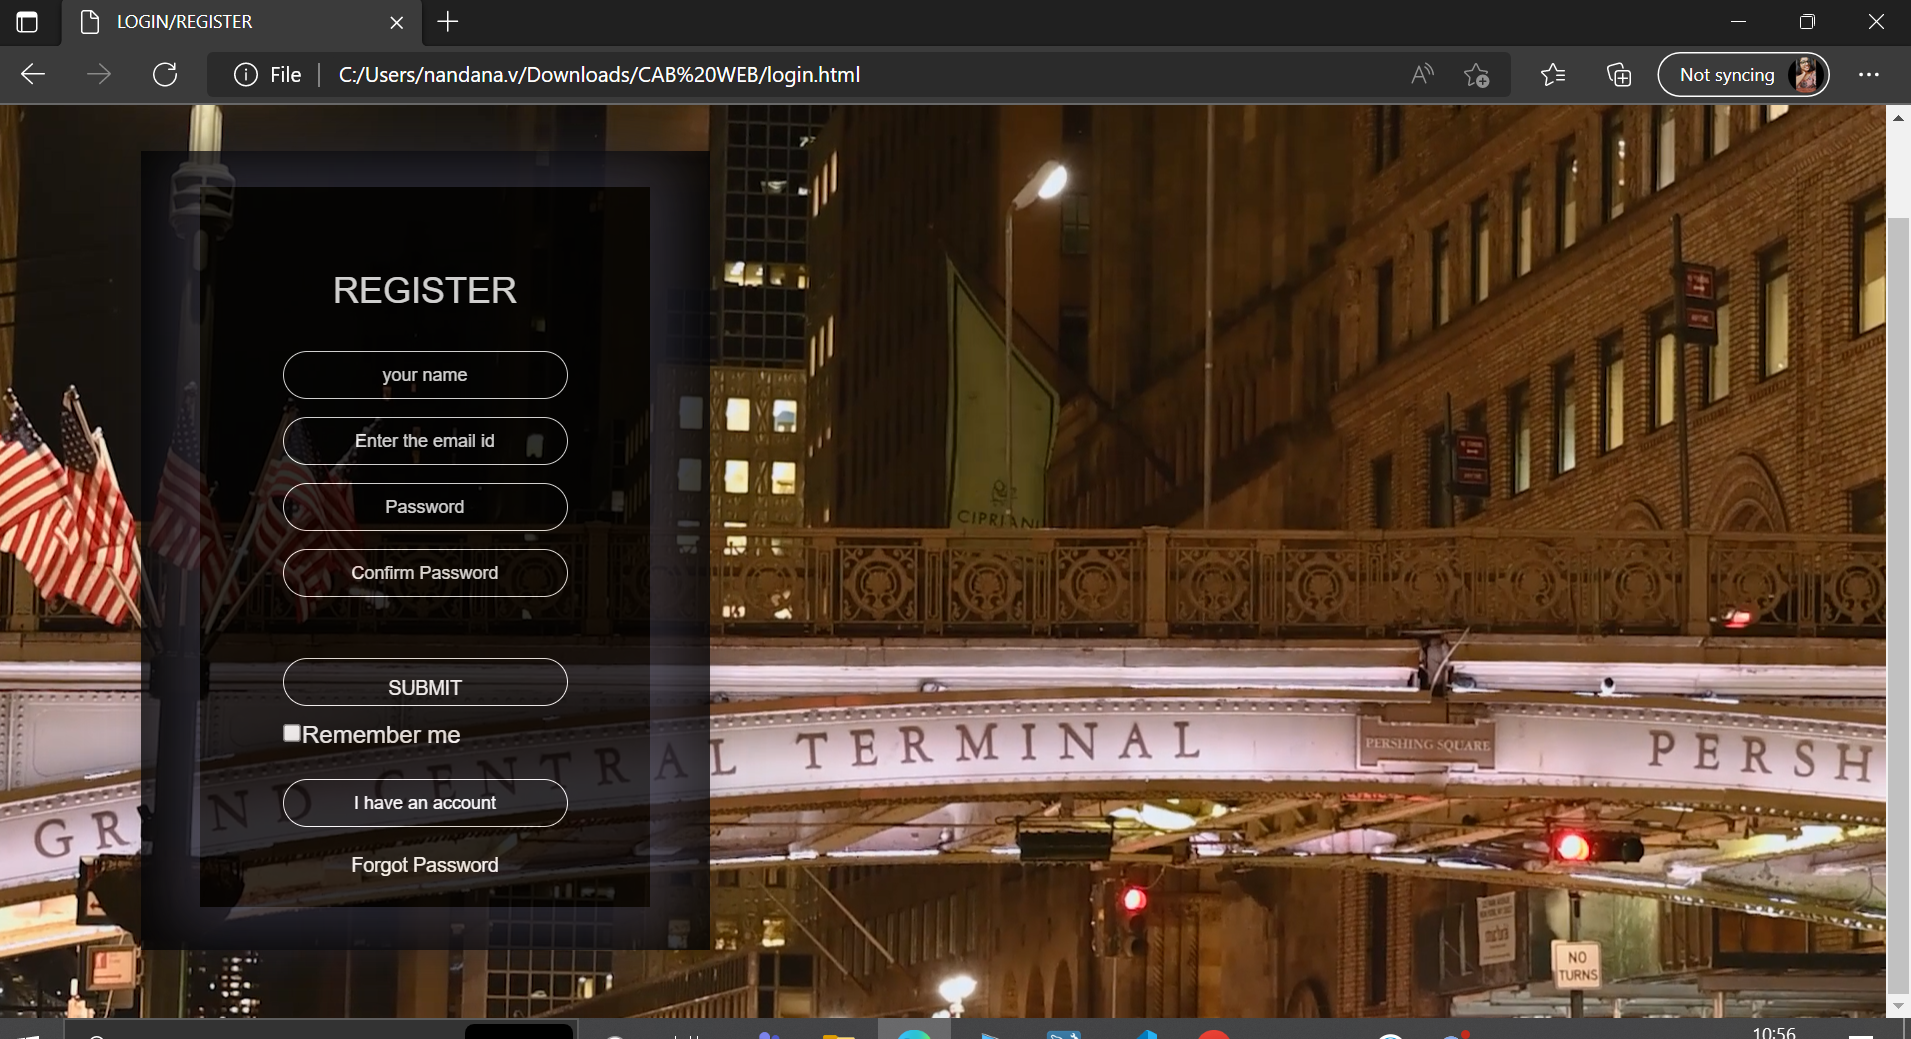 LOGIN/REGISTER
File
C:/Users/nandana.v/Downloads/CAB%20WEB/login.html
Not syncing
REGISTER
your name
Enter the email id
Password
Confirm Password
SUBMIT
Remember me
I have an account
Forgot Password
CIPRIANI
GRAND CENTRAL TERMINAL
PERSHING SQUARE
PERSH
NO
TURNS
10:56